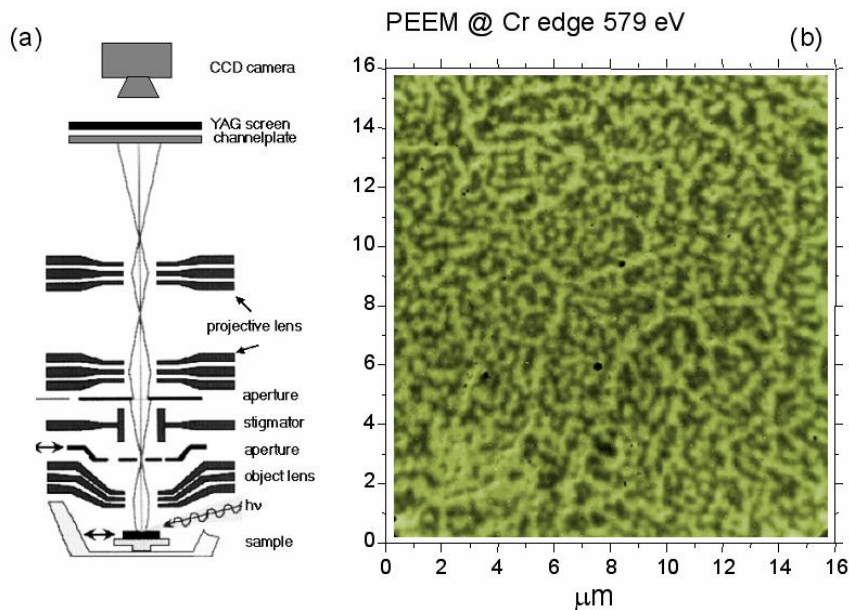 (a)
CCD camera
YAG screen
channelplate
projective lens
aperture
stigmator
aperture
object lens
hν
sample
PEEM @ Cr edge 579 eV
(b)
16
14
12
10
8
6
4
2
0
0 2 4 6 8 10 12 14 16
μm